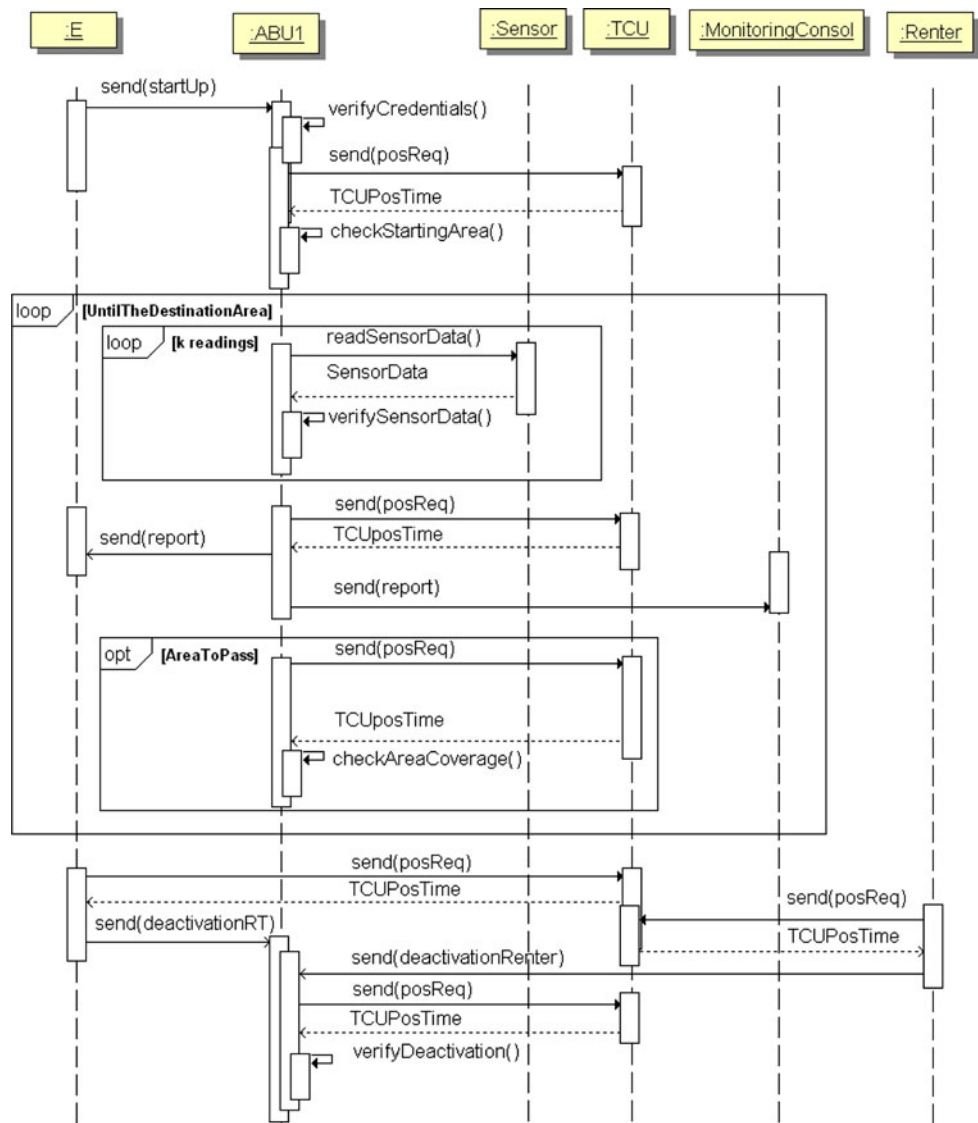 :E
:ABU1
:Sensor
:TCU
:MonitoringConsol
:Renter
send(startUp)
verifyCredentials()
send(posReq)
TCUPosTime
checkStartingArea()
loop [UntilTheDestinationArea]
loop [k readings]
readSensorData()
SensorData
verifySensorData()
send(posReq)
TCUposTime
send(report)
send(report)
opt [AreaToPass]
send(posReq)
TCUposTime
checkAreaCoverage()
send(posReq)
TCUPosTime
send(posReq)
send(deactivationRT)
TCUPosTime
send(deactivationRenter)
send(posReq)
TCUPosTime
verifyDeactivation()